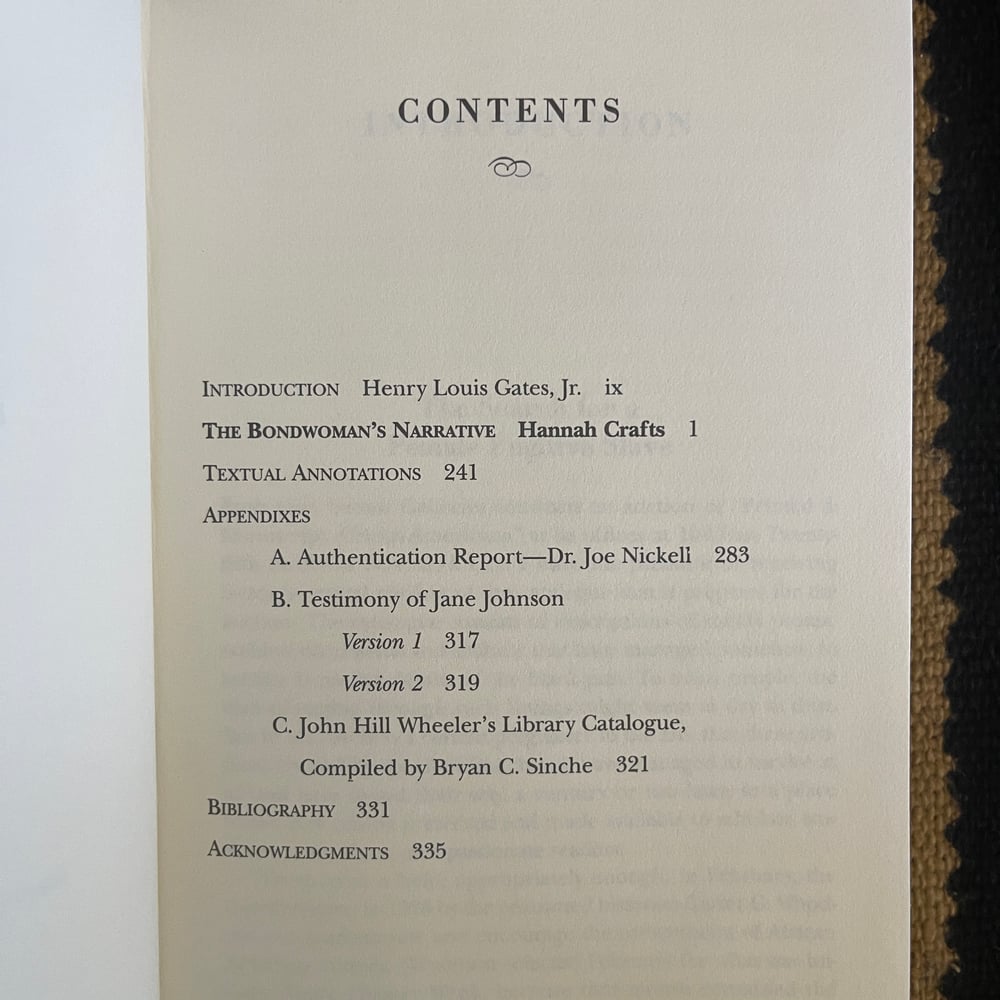 CONTENTS
INTRODUCTION Henry Louis Gates, Jr. ix
THE BONDWOMAN'S NARRATIVE Hannah Crafts 1
TEXTUAL ANNOTATIONS 241
APPENDIXES
A. Authentication Report—Dr. Joe Nickell 283
B. Testimony of Jane Johnson
Version 1 317
Version 2 319
C. John Hill Wheeler's Library Catalogue,
Compiled by Bryan C. Sinche 321
BIBLIOGRAPHY 331
ACKNOWLEDGMENTS 335